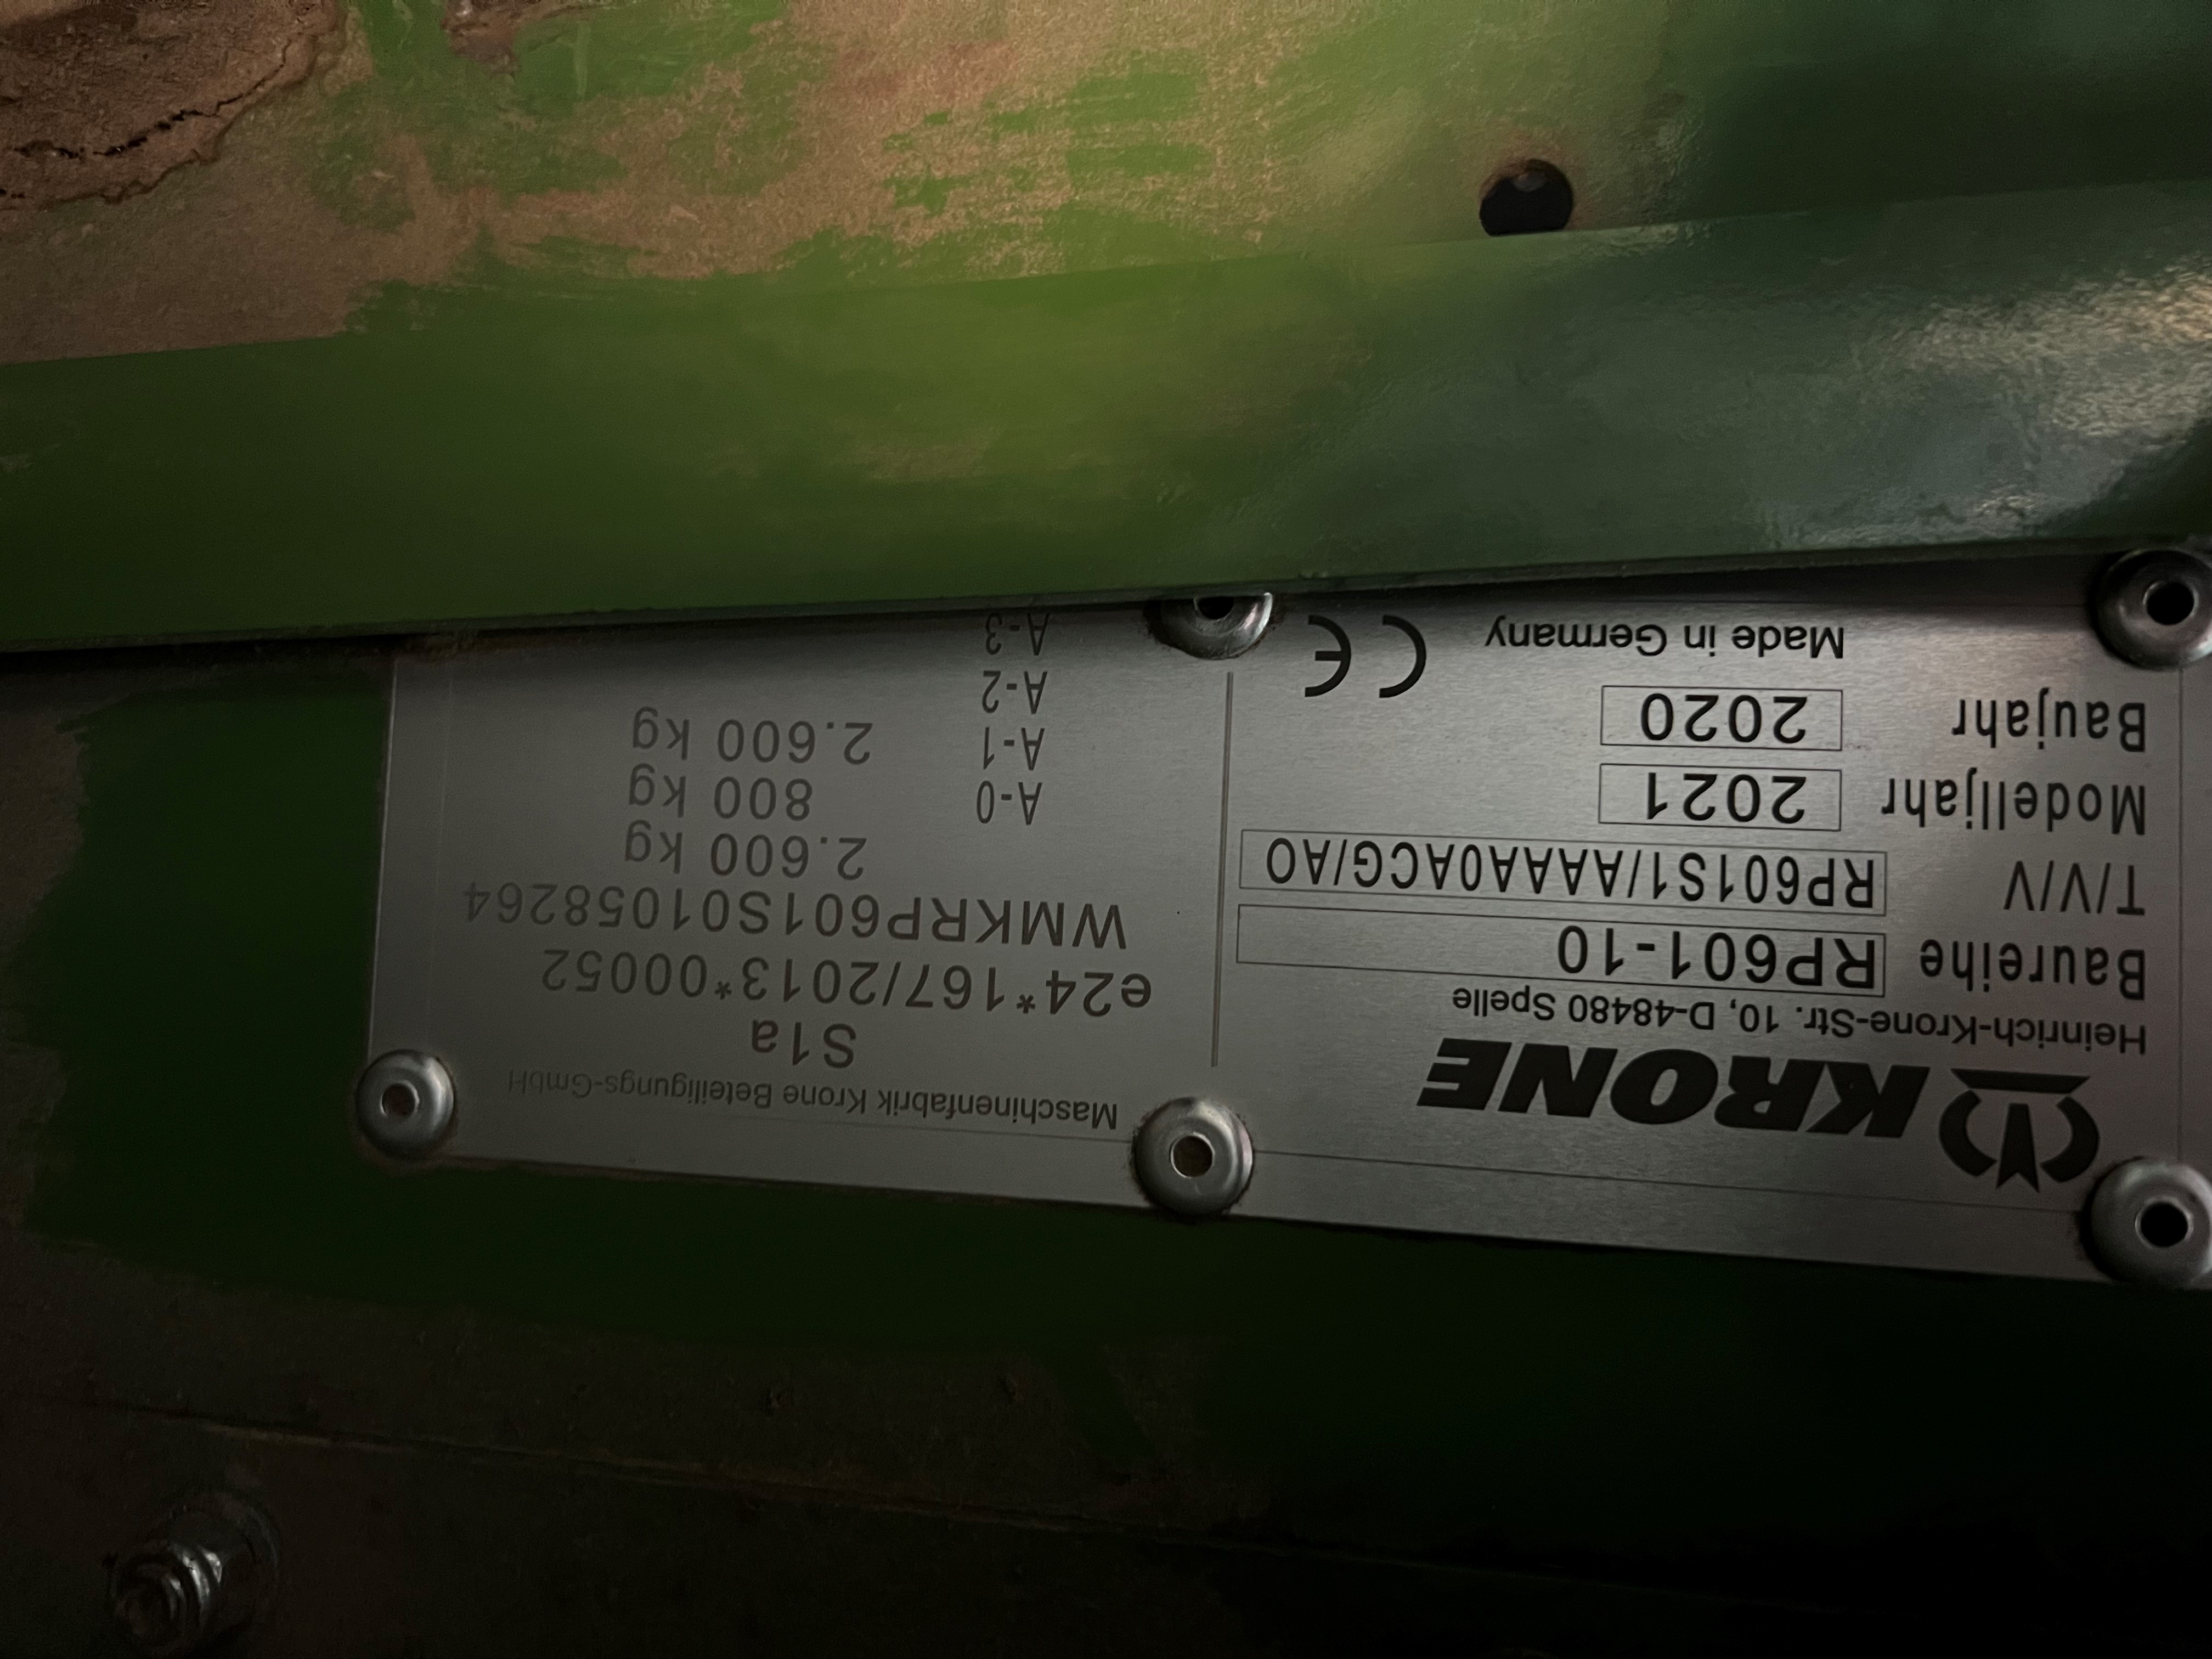 KRONE
Heinrich-Krone-Str. 10, D-48480 Spelle
Baureihe RP601-10
T/V/V RP601S1/AAAA0ACG/AO
Modelljahr 2021
Baujahr 2020
Made in Germany CE
Maschinenfabrik Krone Beteiligungs-GmbH
S1a
e24*167/2013*00052
WMKRP601S01058264
2.600 kg
A-0 800 kg
A-1 2.600 kg
A-2
A-3